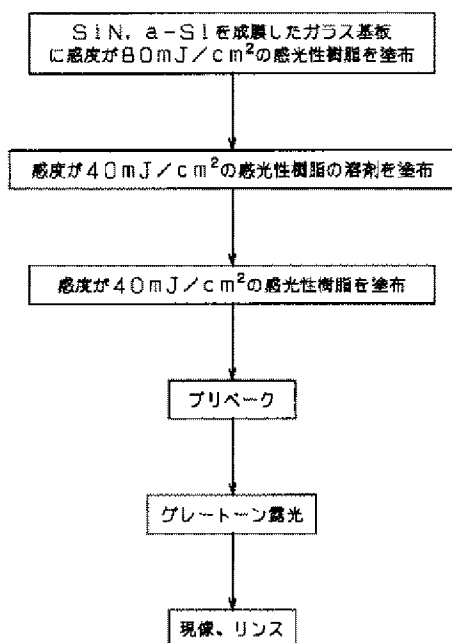 SiN，a-Siを成膜したガラス基板
に感度が80mJ/cm²の感光性樹脂を塗布
感度が40mJ/cm²の感光性樹脂の溶剤を塗布
感度が40mJ/cm²の感光性樹脂を塗布
プリベーク
グレートーン露光
現像、リンス